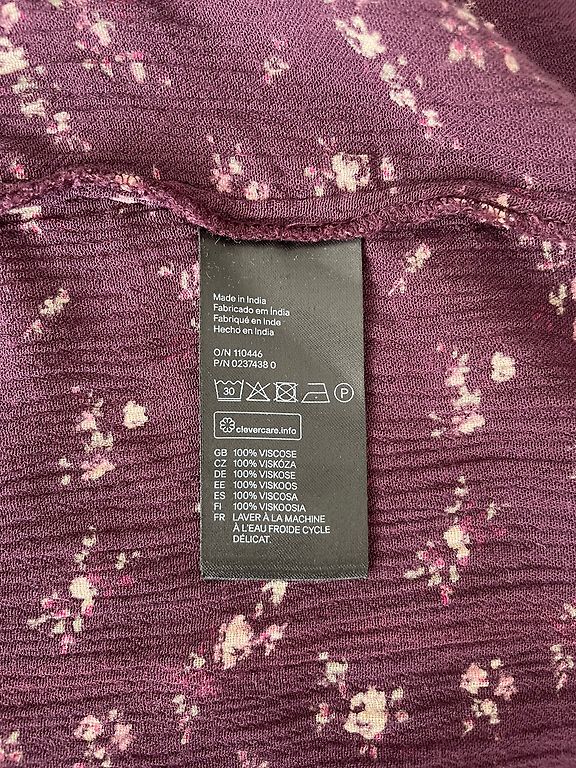 Made in India
Fabricado em Índia
Fabriqué en Inde
Hecho en India
O/N 110446
P/N 0237438 0
30 P
clevercare.info
GB 100% VISCOSE
CZ 100% VISKÓZA
DE 100% VISKOSE
EE 100% VISKOOS
ES 100% VISCOSA
FI 100% VISKOOSIA
FR LAVER À LA MACHINE
À L'EAU FROIDE CYCLE
DÉLICAT.